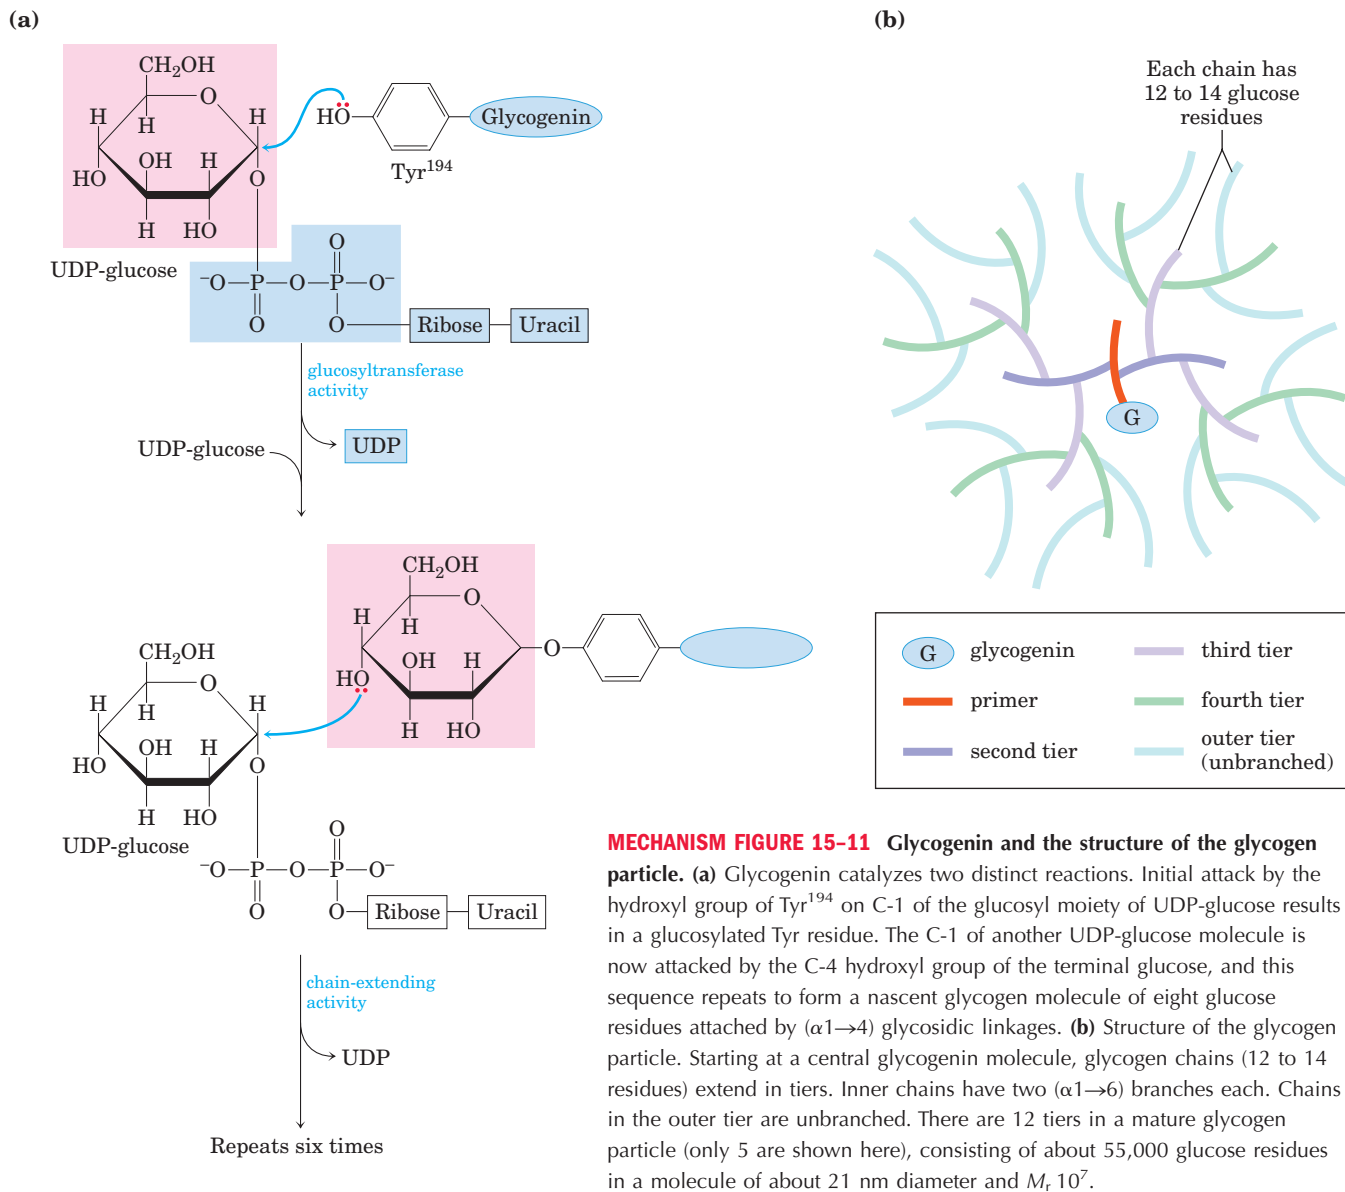 (a)
CH₂OH
O
H
H
H
OH
H
HO
O
H
HO
UDP-glucose
HO
Glycogenin
Tyr¹⁹⁴
O
⁻O—P—O—P—O⁻
O
O
Ribose
Uracil
glucosyltransferase
activity
UDP-glucose
UDP
CH₂OH
O
H
H
OH
H
HO
H
HO
O
CH₂OH
O
H
H
H
OH
H
HO
O
H
HO
UDP-glucose
O
⁻O—P—O—P—O⁻
O
O
Ribose
Uracil
chain-extending
activity
UDP
Repeats six times
(b)
Each chain has
12 to 14 glucose
residues
G
G
glycogenin
primer
second tier
third tier
fourth tier
outer tier
(unbranched)
MECHANISM FIGURE 15–11 Glycogenin and the structure of the glycogen
particle. (a) Glycogenin catalyzes two distinct reactions. Initial attack by the
hydroxyl group of Tyr¹⁹⁴ on C-1 of the glucosyl moiety of UDP-glucose results
in a glucosylated Tyr residue. The C-1 of another UDP-glucose molecule is
now attacked by the C-4 hydroxyl group of the terminal glucose, and this
sequence repeats to form a nascent glycogen molecule of eight glucose
residues attached by (α1→4) glycosidic linkages. (b) Structure of the glycogen
particle. Starting at a central glycogenin molecule, glycogen chains (12 to 14
residues) extend in tiers. Inner chains have two (α1→6) branches each. Chains
in the outer tier are unbranched. There are 12 tiers in a mature glycogen
particle (only 5 are shown here), consisting of about 55,000 glucose residues
in a molecule of about 21 nm diameter and Mᵣ 10⁷.